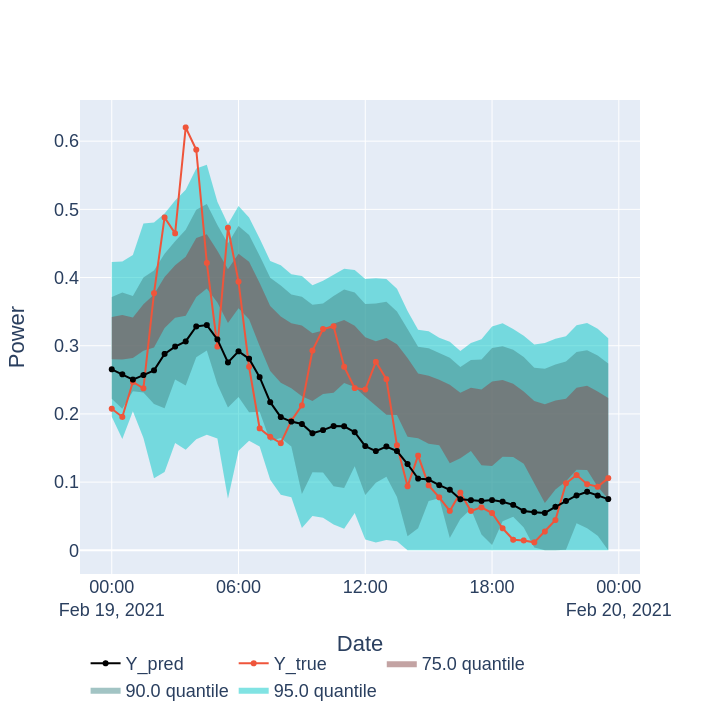 Power
0.6
0.5
0.4
0.3
0.2
0.1
0
00:00 06:00 12:00 18:00 00:00
Feb 19, 2021 Feb 20, 2021
Date
Y_pred Y_true 75.0 quantile
90.0 quantile 95.0 quantile